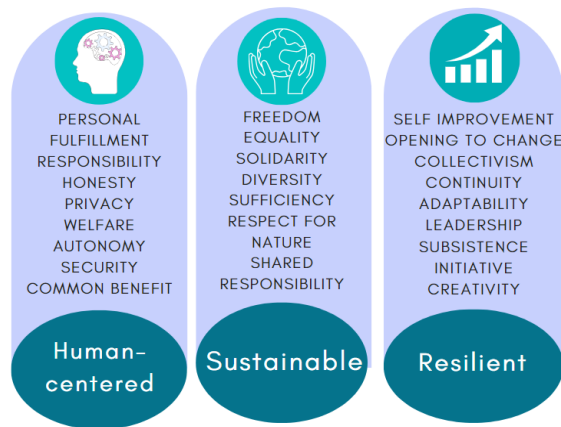 PERSONAL
FULFILLMENT
RESPONSIBILITY
HONESTY
PRIVACY
WELFARE
AUTONOMY
SECURITY
COMMON BENEFIT
Human-
centered
FREEDOM
EQUALITY
SOLIDARITY
DIVERSITY
SUFFICIENCY
RESPECT FOR
NATURE
SHARED
RESPONSIBILITY
Sustainable
SELF IMPROVEMENT
OPENING TO CHANGE
COLLECTIVISM
CONTINUITY
ADAPTABILITY
LEADERSHIP
SUBSISTENCE
INITIATIVE
CREATIVITY
Resilient